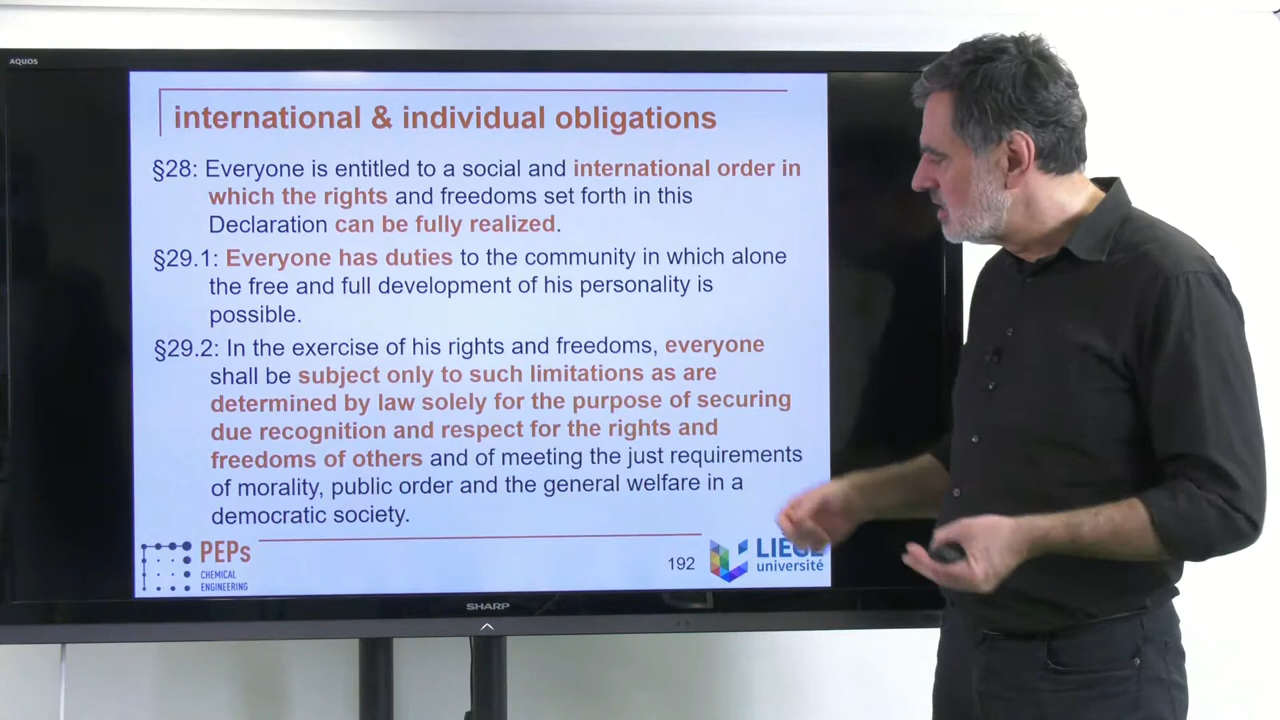 AQUOS
international & individual obligations
§28: Everyone is entitled to a social and international order in
which the rights and freedoms set forth in this
Declaration can be fully realized.
§29.1: Everyone has duties to the community in which alone
the free and full development of his personality is
possible.
§29.2: In the exercise of his rights and freedoms, everyone
shall be subject only to such limitations as are
determined by law solely for the purpose of securing
due recognition and respect for the rights and
freedoms of others and of meeting the just requirements
of morality, public order and the general welfare in a
democratic society.
PEPs
CHEMICAL
ENGINEERING
192
LIEGE
université
SHARP